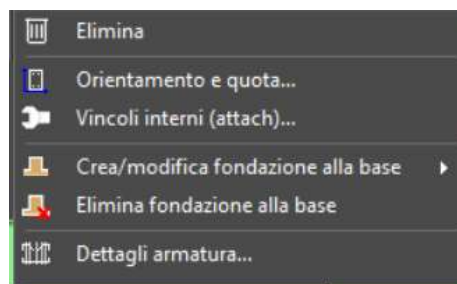 Elimina
Orientamento e quota...
Vincoli interni (attach)...
Crea/modifica fondazione alla base
Elimina fondazione alla base
Dettagli armatura...